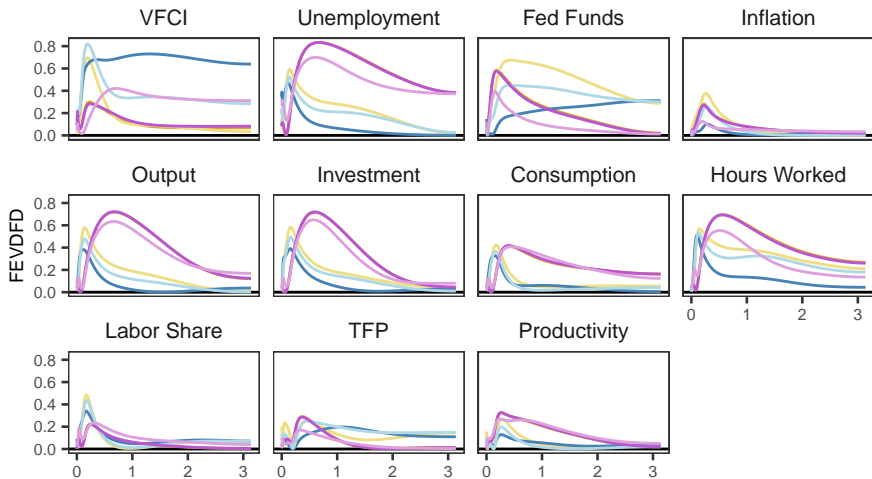 VFCI Unemployment Fed Funds Inflation
0.8
0.6
0.4
0.2
0.0
Output Investment Consumption Hours Worked
0.8
0.6
0.4
0.2
0.0
FEVDFD
0 1 2 3
Labor Share TFP Productivity
0.8
0.6
0.4
0.2
0.0
0 1 2 3 0 1 2 3 0 1 2 3